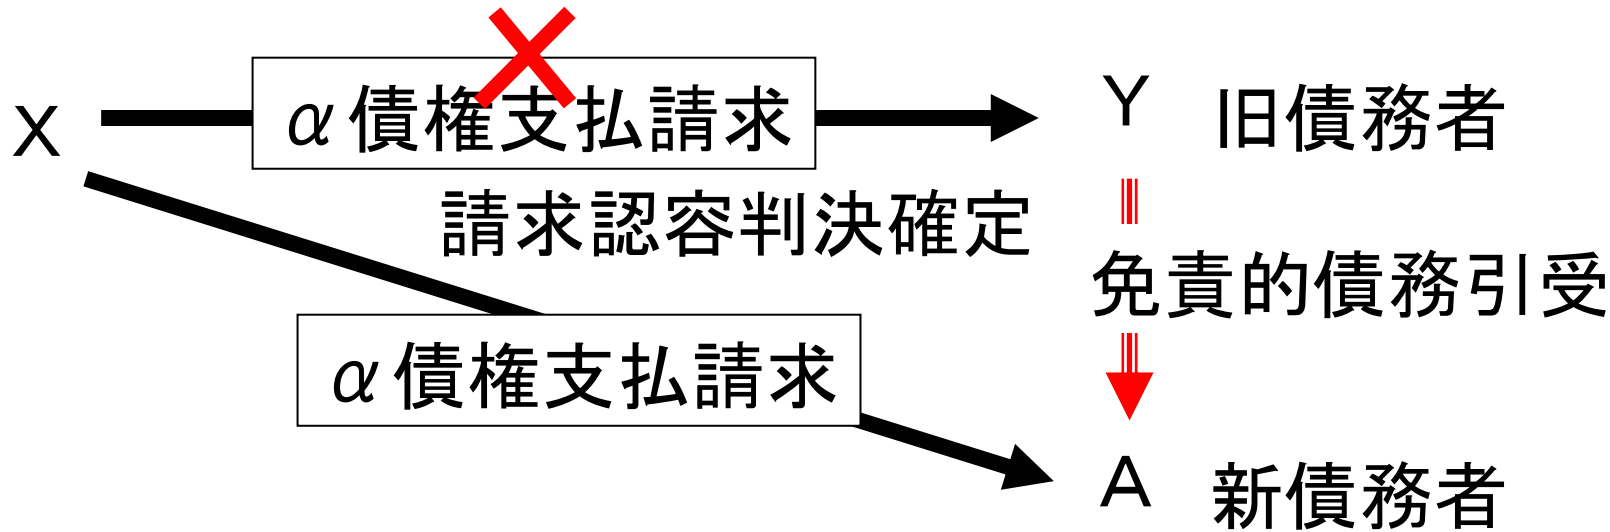 X
α債権支払請求
Y 旧債務者
請求認容判決確定
免責的債務引受
α債権支払請求
A 新債務者